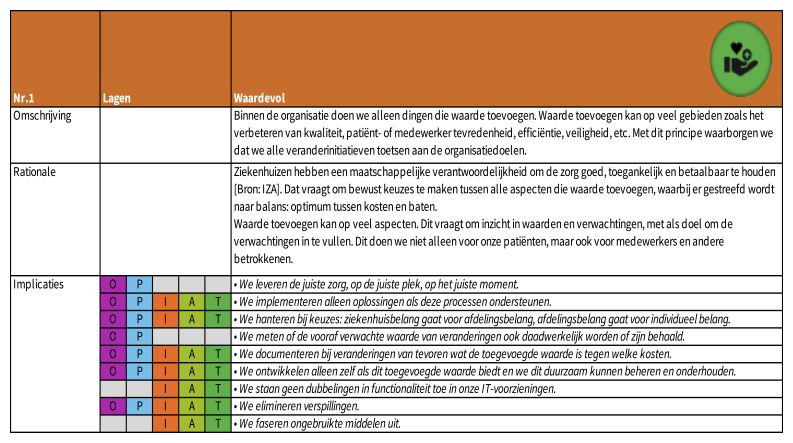 Nr.1 Lagen Waardevol
Omschrijving Binnen de organisatie doen we alleen dingen die waarde toevoegen. Waarde toevoegen kan op veel gebieden zoals het
verbeteren van kwaliteit, patiënt- of medewerker tevredenheid, efficiëntie, veiligheid, etc. Met dit principe waarborgen we
dat we alle veranderinitiatieven toetsen aan de organisatiedoelen.
Rationale Ziekenhuizen hebben een maatschappelijke verantwoordelijkheid om de zorg goed, toegankelijk en betaalbaar te houden
[Bron: IZA]. Dat vraagt om bewust keuzes te maken tussen alle aspecten die waarde toevoegen, waarbij er gestreefd wordt
naar balans: optimum tussen kosten en baten.
Waarde toevoegen kan op veel aspecten. Dit vraagt om inzicht in waarden en verwachtingen, met als doel om de
verwachtingen in te vullen. Dit doen we niet alleen voor onze patiënten, maar ook voor medewerkers en andere
betrokkenen.
Implicaties O P • We leveren de juiste zorg, op de juiste plek, op het juiste moment.
O P I A T • We implementeren alleen oplossingen als deze processen ondersteunen.
O P I A T • We hanteren bij keuzes: ziekenhuisbelang gaat voor afdelingsbelang, afdelingsbelang gaat voor individueel belang.
O P • We meten of de vooraf verwachte waarde van veranderingen ook daadwerkelijk worden of zijn behaald.
O P I A T • We documenteren bij veranderingen van tevoren wat de toegevoegde waarde is tegen welke kosten.
O P I A T • We ontwikkelen alleen zelf als dit toegevoegde waarde biedt en we dit duurzaam kunnen beheren en onderhouden.
I A T • We staan geen dubbelingen in functionaliteit toe in onze IT-voorzieningen.
O P I A T • We elimineren verspillingen.
I A T • We faseren ongebruikte middelen uit.